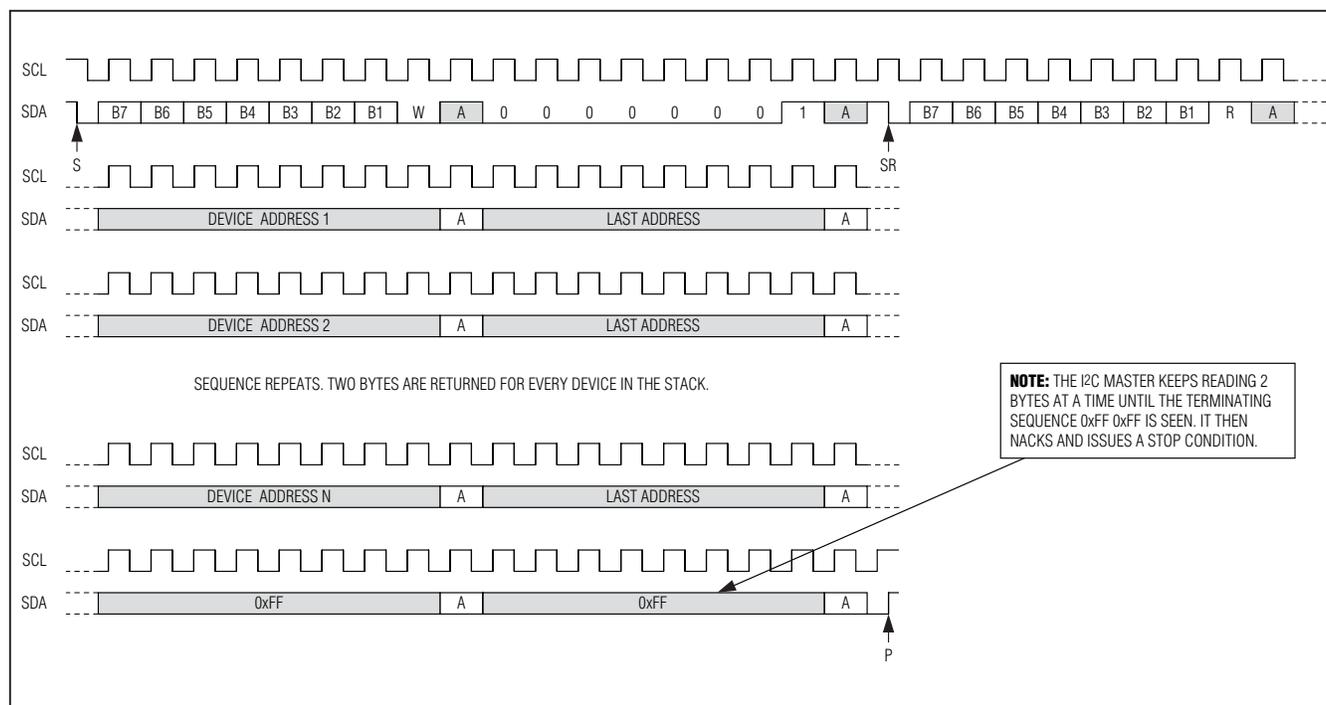 SCL
SDA B7 B6 B5 B4 B3 B2 B1 W A 0 0 0 0 0 0 0 1 A B7 B6 B5 B4 B3 B2 B1 R A
S SR
SCL
SDA DEVICE ADDRESS 1 A LAST ADDRESS A
SCL
SDA DEVICE ADDRESS 2 A LAST ADDRESS A
SEQUENCE REPEATS. TWO BYTES ARE RETURNED FOR EVERY DEVICE IN THE STACK.
NOTE: THE I2C MASTER KEEPS READING 2
BYTES AT A TIME UNTIL THE TERMINATING
SEQUENCE 0xFF 0xFF IS SEEN. IT THEN
NACKS AND ISSUES A STOP CONDITION.
SCL
SDA DEVICE ADDRESS N A LAST ADDRESS A
SCL
SDA 0xFF A 0xFF A
P